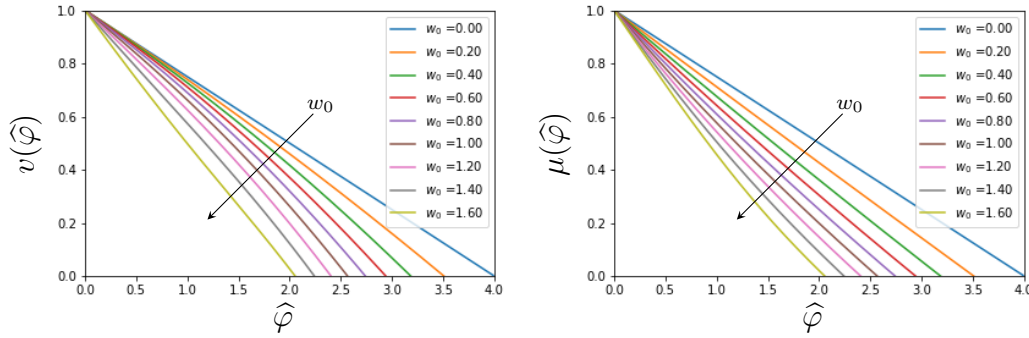 1.0
0.8
0.6
0.4
0.2
0.0
0.0 0.5 1.0 1.5 2.0 2.5 3.0 3.5 4.0
v(φ̂)
φ̂
w₀
w₀ =0.00
w₀ =0.20
w₀ =0.40
w₀ =0.60
w₀ =0.80
w₀ =1.00
w₀ =1.20
w₀ =1.40
w₀ =1.60
1.0
0.8
0.6
0.4
0.2
0.0
0.0 0.5 1.0 1.5 2.0 2.5 3.0 3.5 4.0
μ(φ̂)
φ̂
w₀
w₀ =0.00
w₀ =0.20
w₀ =0.40
w₀ =0.60
w₀ =0.80
w₀ =1.00
w₀ =1.20
w₀ =1.40
w₀ =1.60